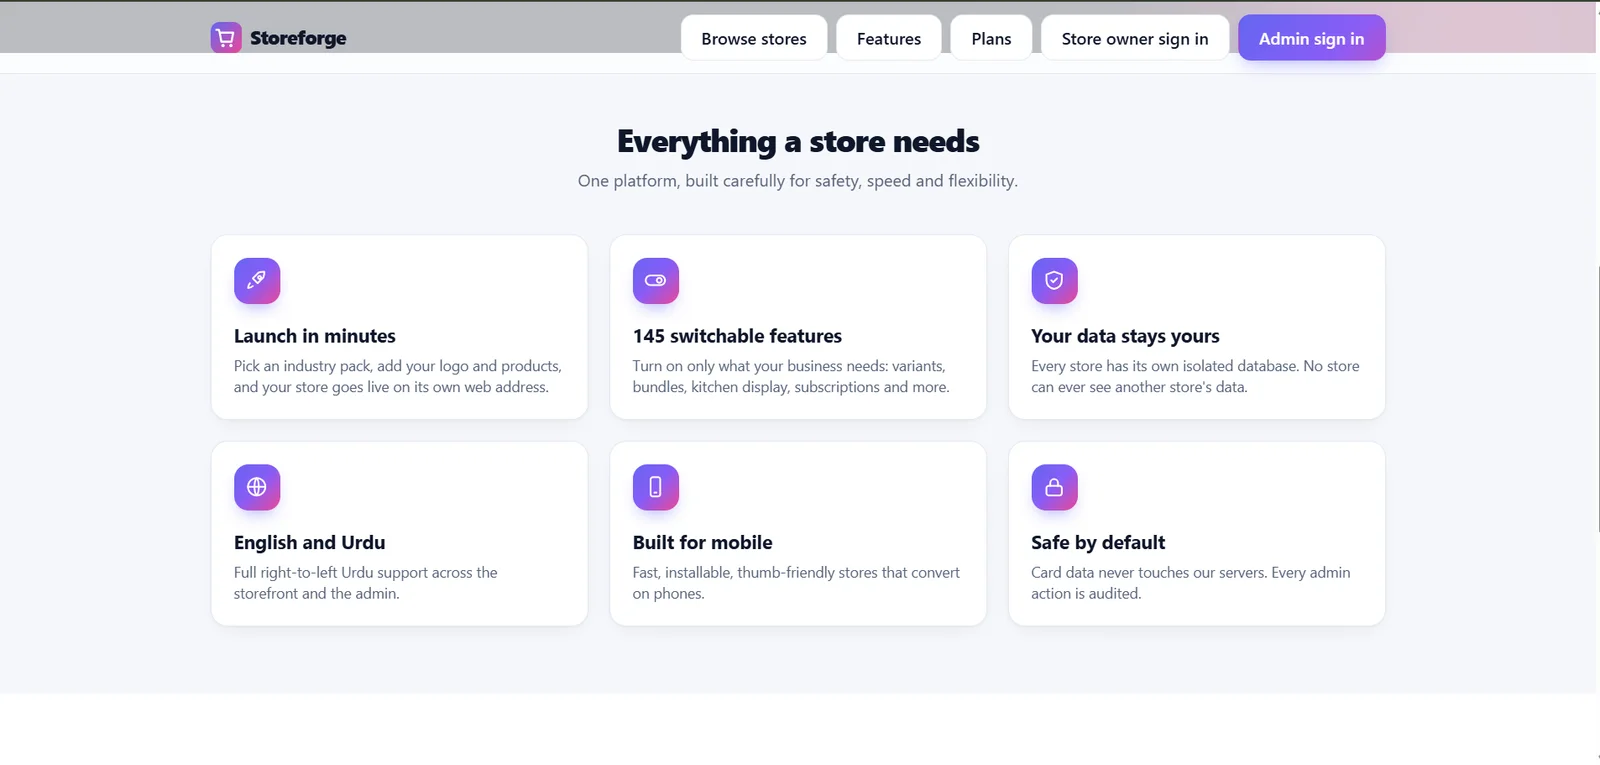 Storeforge
Browse stores
Features
Plans
Store owner sign in
Admin sign in
Everything a store needs
One platform, built carefully for safety, speed and flexibility.
Launch in minutes
Pick an industry pack, add your logo and products,
and your store goes live on its own web address.
145 switchable features
Turn on only what your business needs: variants,
bundles, kitchen display, subscriptions and more.
Your data stays yours
Every store has its own isolated database. No store
can ever see another store's data.
English and Urdu
Full right-to-left Urdu support across the
storefront and the admin.
Built for mobile
Fast, installable, thumb-friendly stores that convert
on phones.
Safe by default
Card data never touches our servers. Every admin
action is audited.